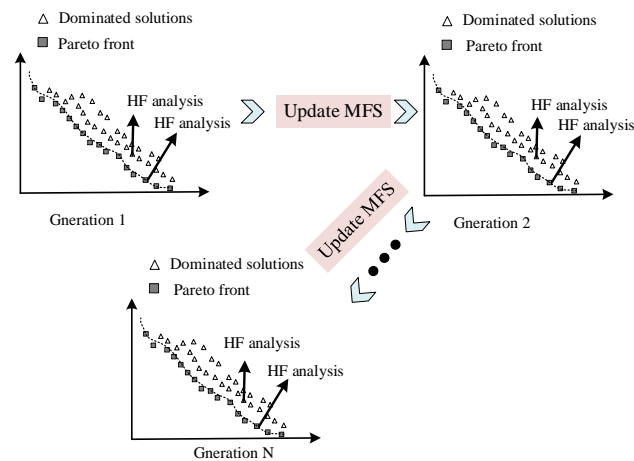 Dominated solutions
Pareto front
HF analysis
HF analysis
Gneration 1
Update MFS
Dominated solutions
Pareto front
HF analysis
HF analysis
Gneration 2
Update MFS
Dominated solutions
Pareto front
HF analysis
HF analysis
Gneration N